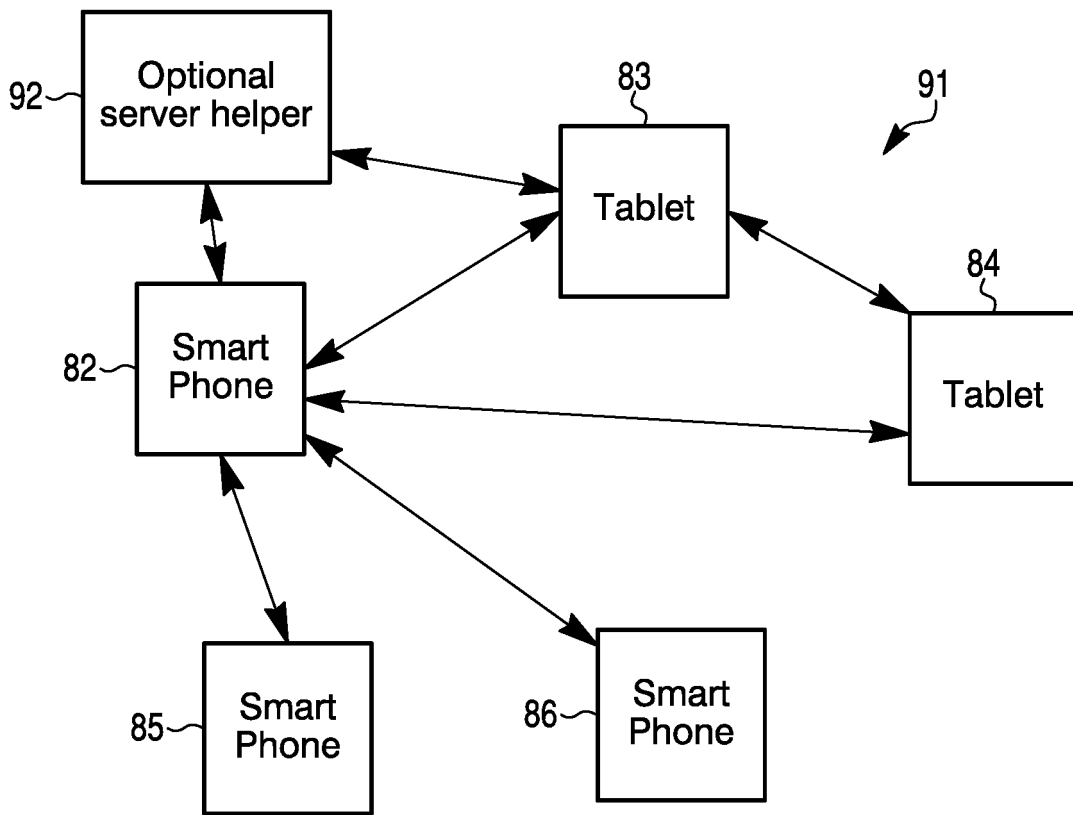 92
Optional
server helper
83
Tablet
91
84
Tablet
82
Smart
Phone
85
Smart
Phone
86
Smart
Phone